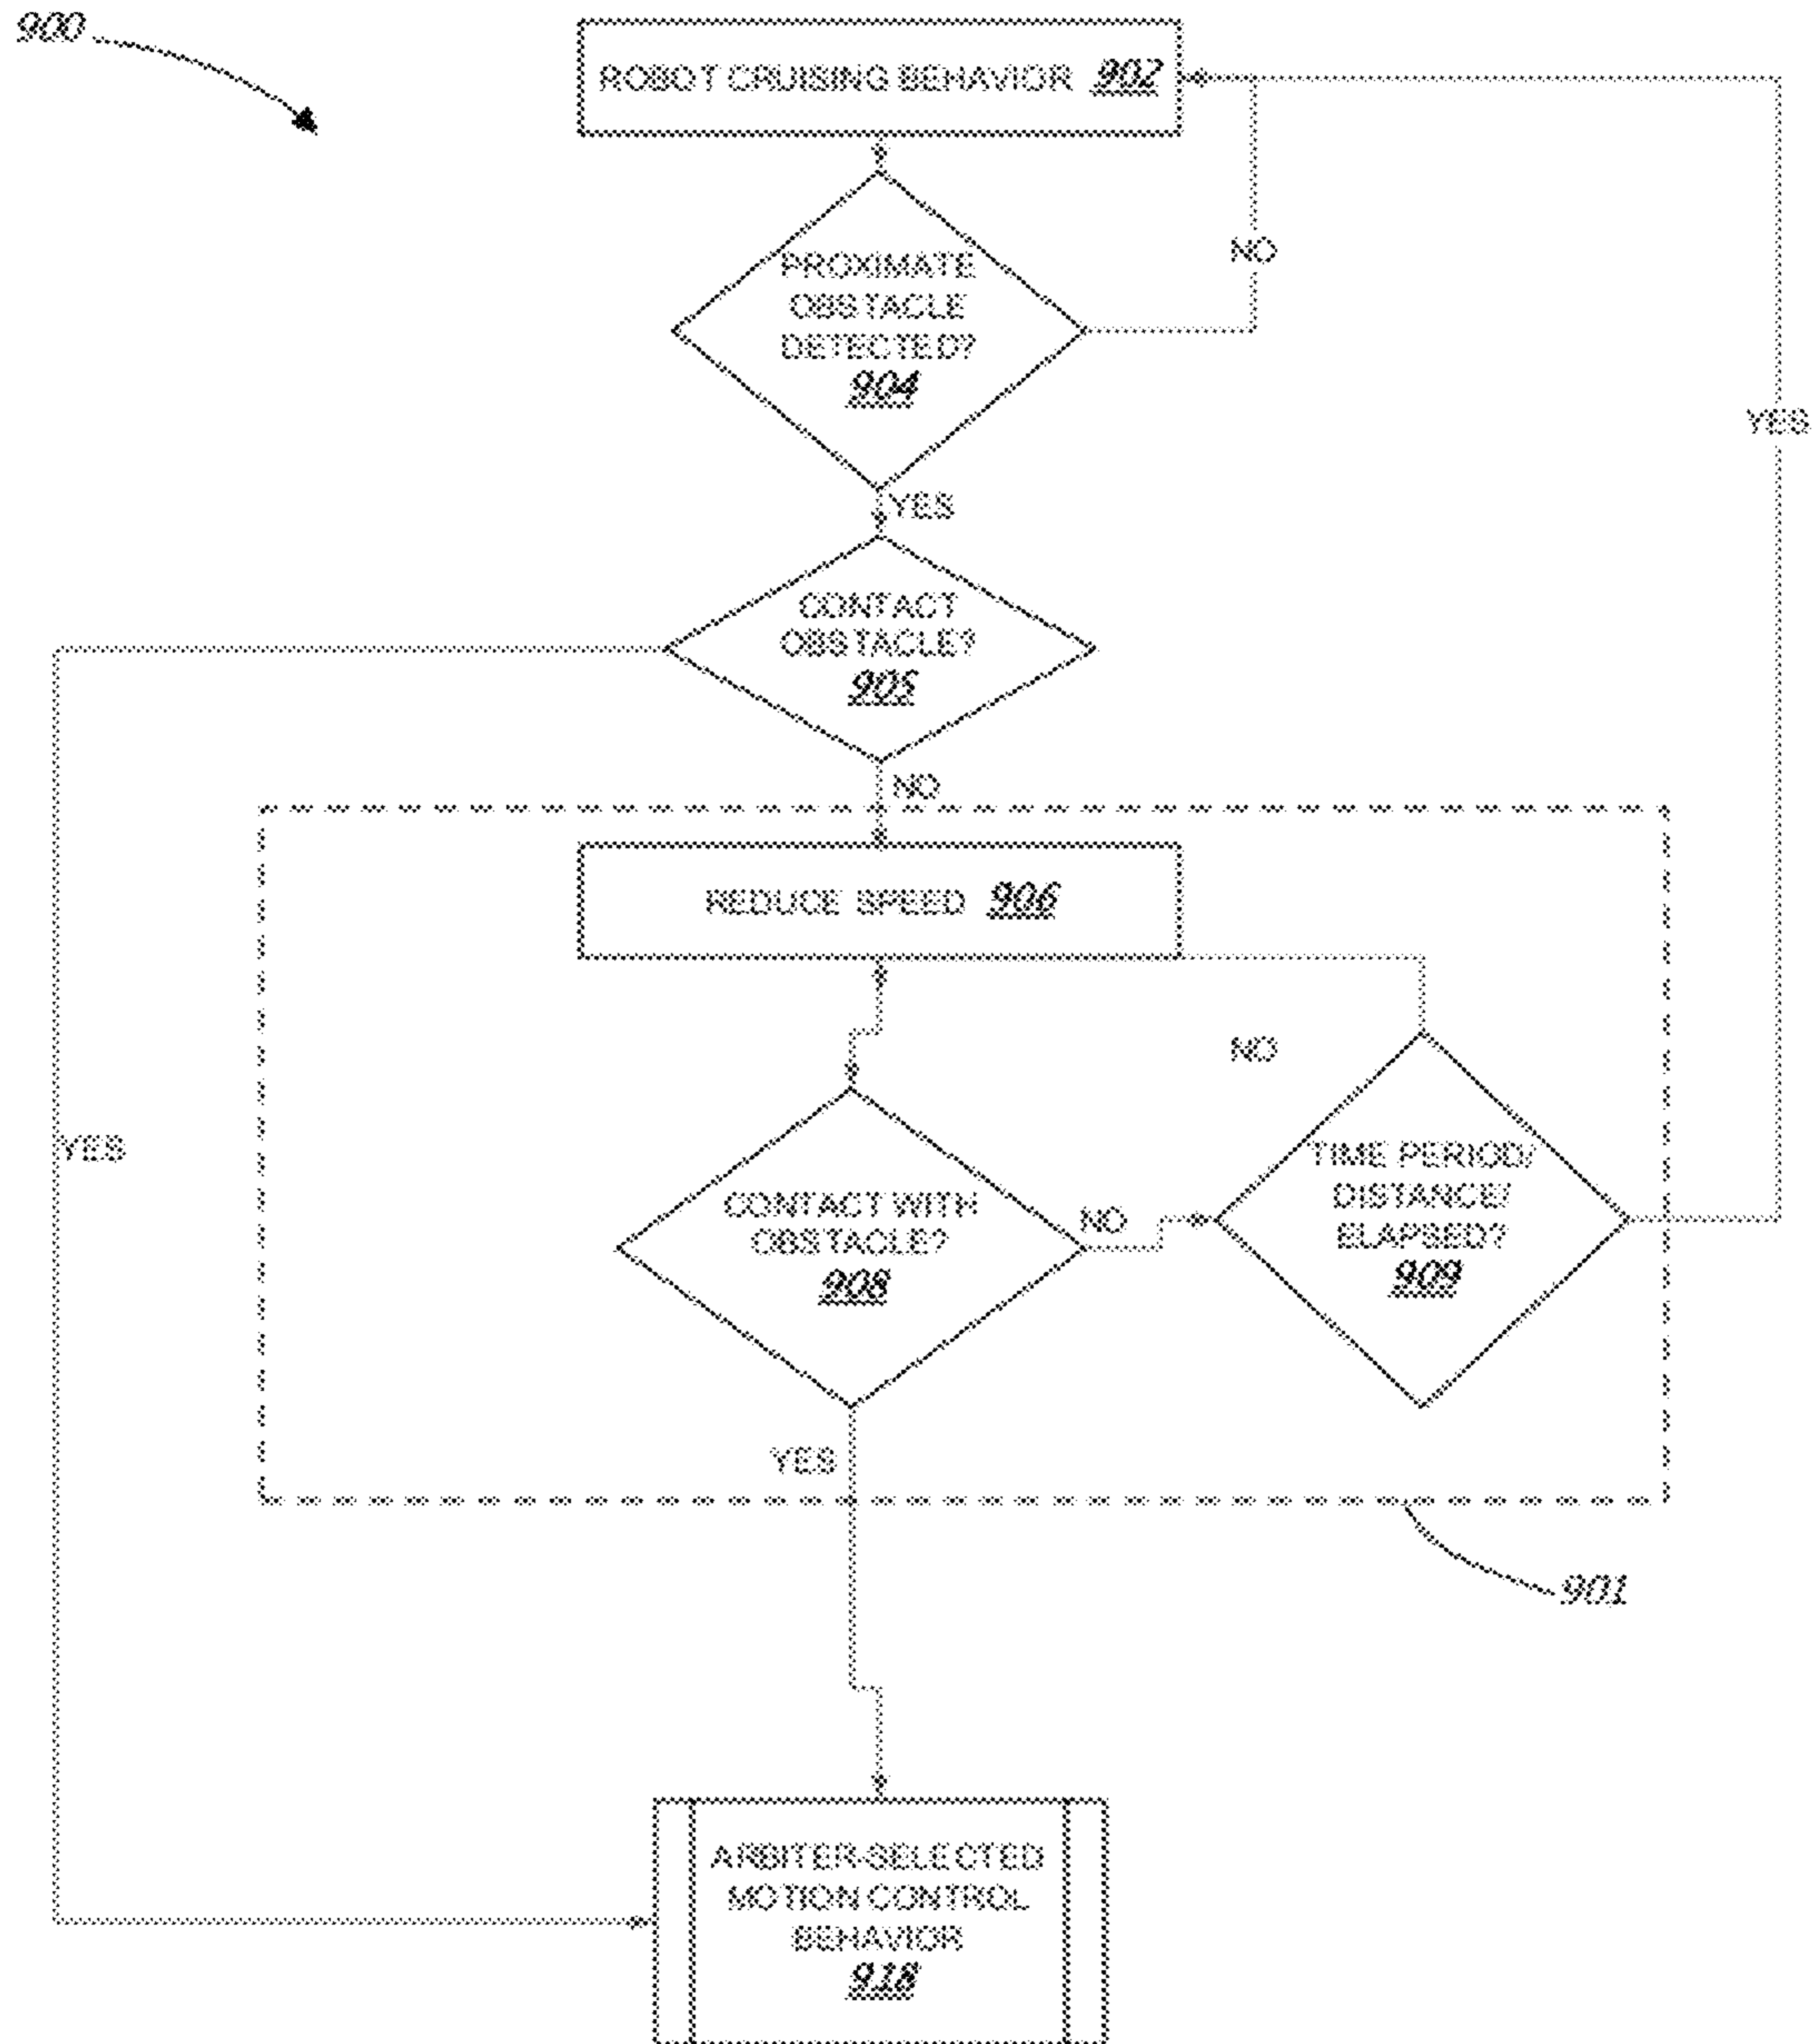 900
ROBOT CRUISING BEHAVIOR 902
NO
PROXIMATE
OBSTACLE
DETECTED?
904
YES
YES
CONTACT
OBSTACLE?
905
NO
REDUCE SPEED 906
NO
YES
TIME PERIOD/
DISTANCE/
ELAPSED?
909
CONTACT WITH
OBSTACLE?
908
NO
YES
901
ARBITER-SELECTED
MOTION CONTROL
BEHAVIOR
918